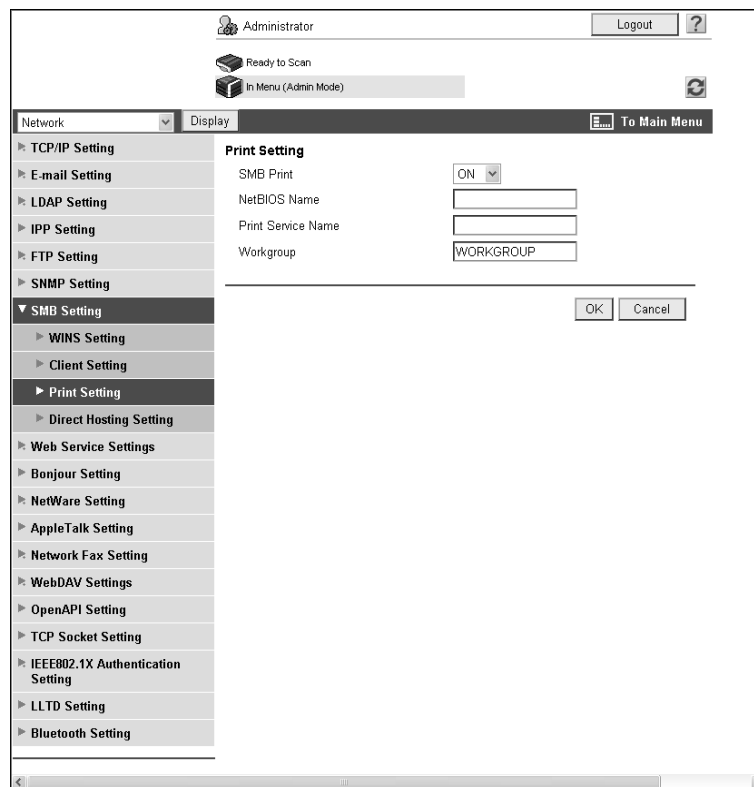 Administrator
Logout
?
Ready to Scan
In Menu (Admin Mode)
Network
Display
To Main Menu
TCP/IP Setting
E-mail Setting
LDAP Setting
IPP Setting
FTP Setting
SNMP Setting
SMB Setting
WINS Setting
Client Setting
Print Setting
Direct Hosting Setting
Web Service Settings
Bonjour Setting
NetWare Setting
AppleTalk Setting
Network Fax Setting
WebDAV Settings
OpenAPI Setting
TCP Socket Setting
IEEE802.1X Authentication
Setting
LLTD Setting
Bluetooth Setting
Print Setting
SMB Print
ON
NetBIOS Name
Print Service Name
Workgroup
WORKGROUP
OK
Cancel